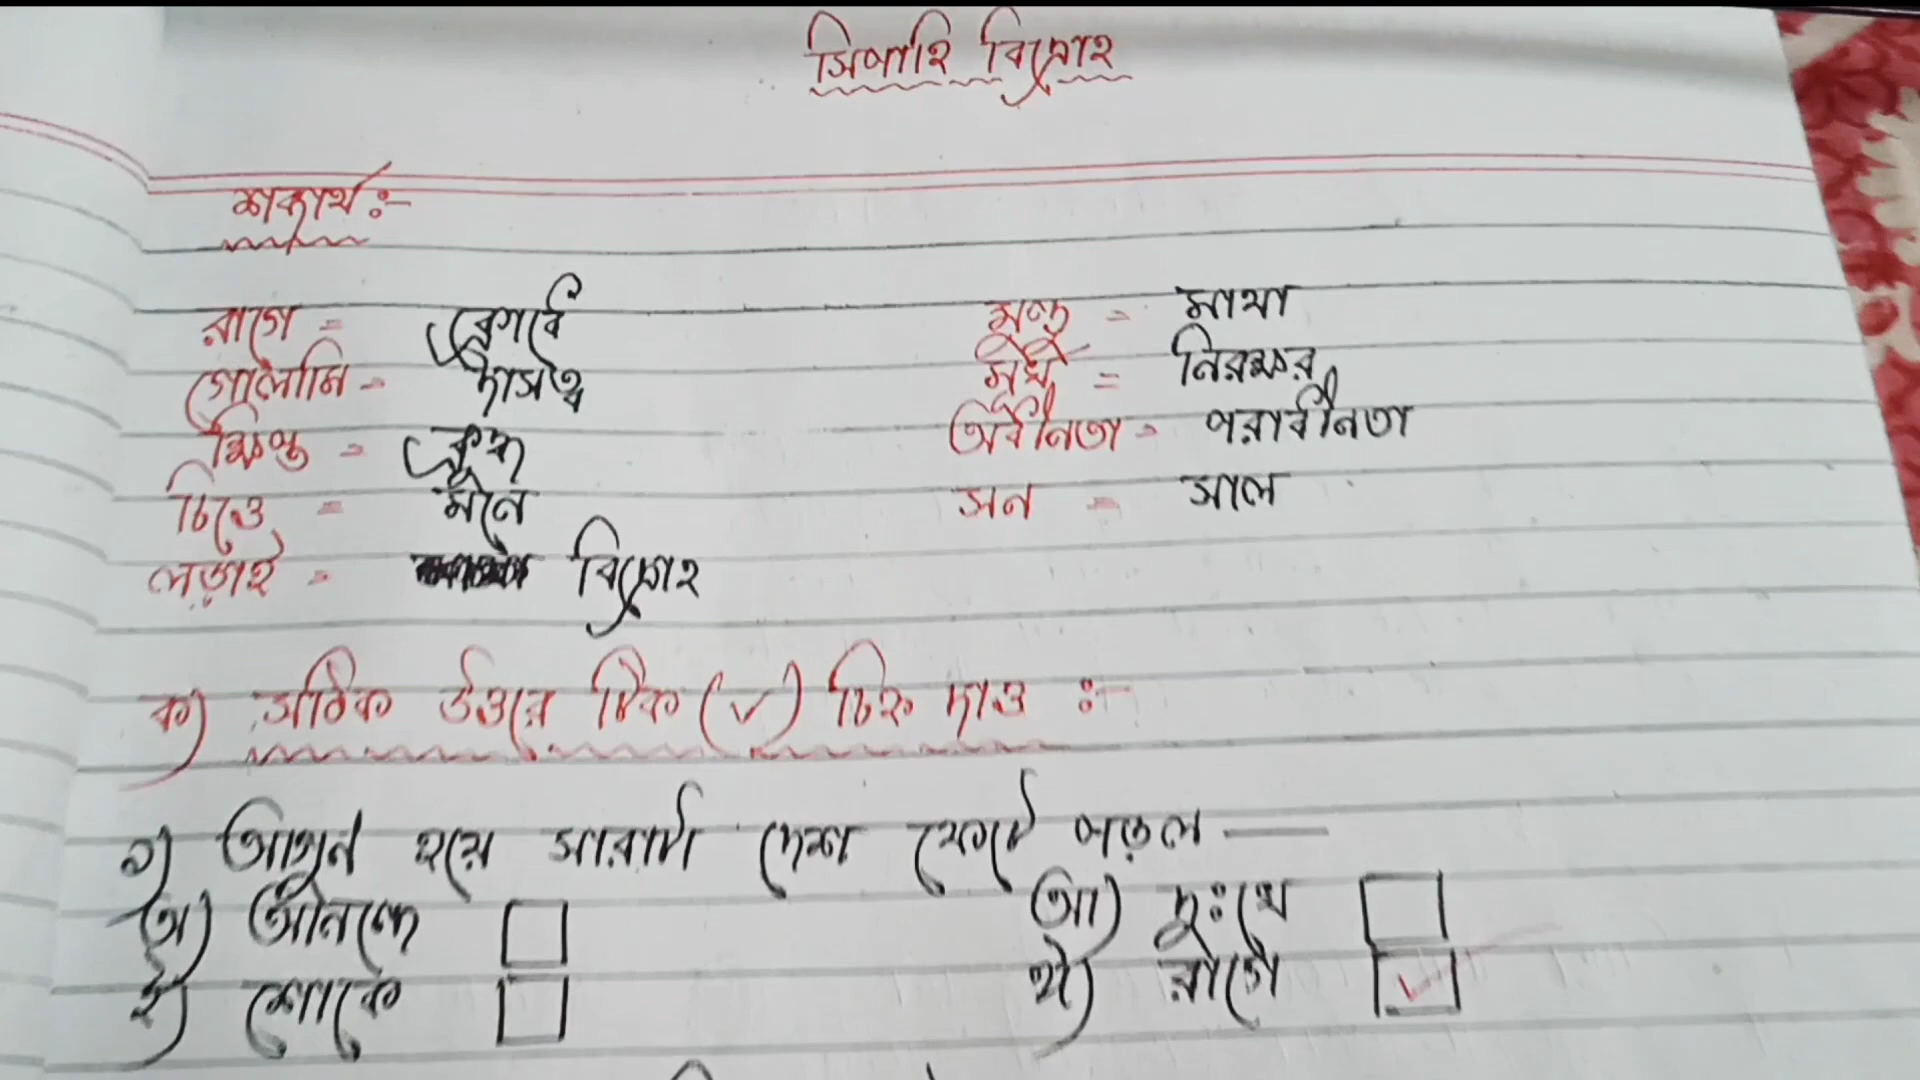 সিপাহি বিদ্রোহ
শব্দার্থ :-
রাগে = ক্রোধে
মুণ্ডু = মাথা
গোলামি = দাসত্ব
মূর্খ = নিরক্ষর
ক্ষিপ্ত = ক্রুদ্ধ
অধীনতা = পরাধীনতা
চিত্তে = মনে
সন = সাল
লড়াই = বিদ্রোহ
ক) সঠিক উত্তরে টিক (✓) চিহ্ন দাও :-
১) আগুন হয়ে সারাটা দেশ ফেটে পড়ল —
অ) আনন্দে
আ) দুঃখে
ই) শোকে
ঈ) রাগে ✓